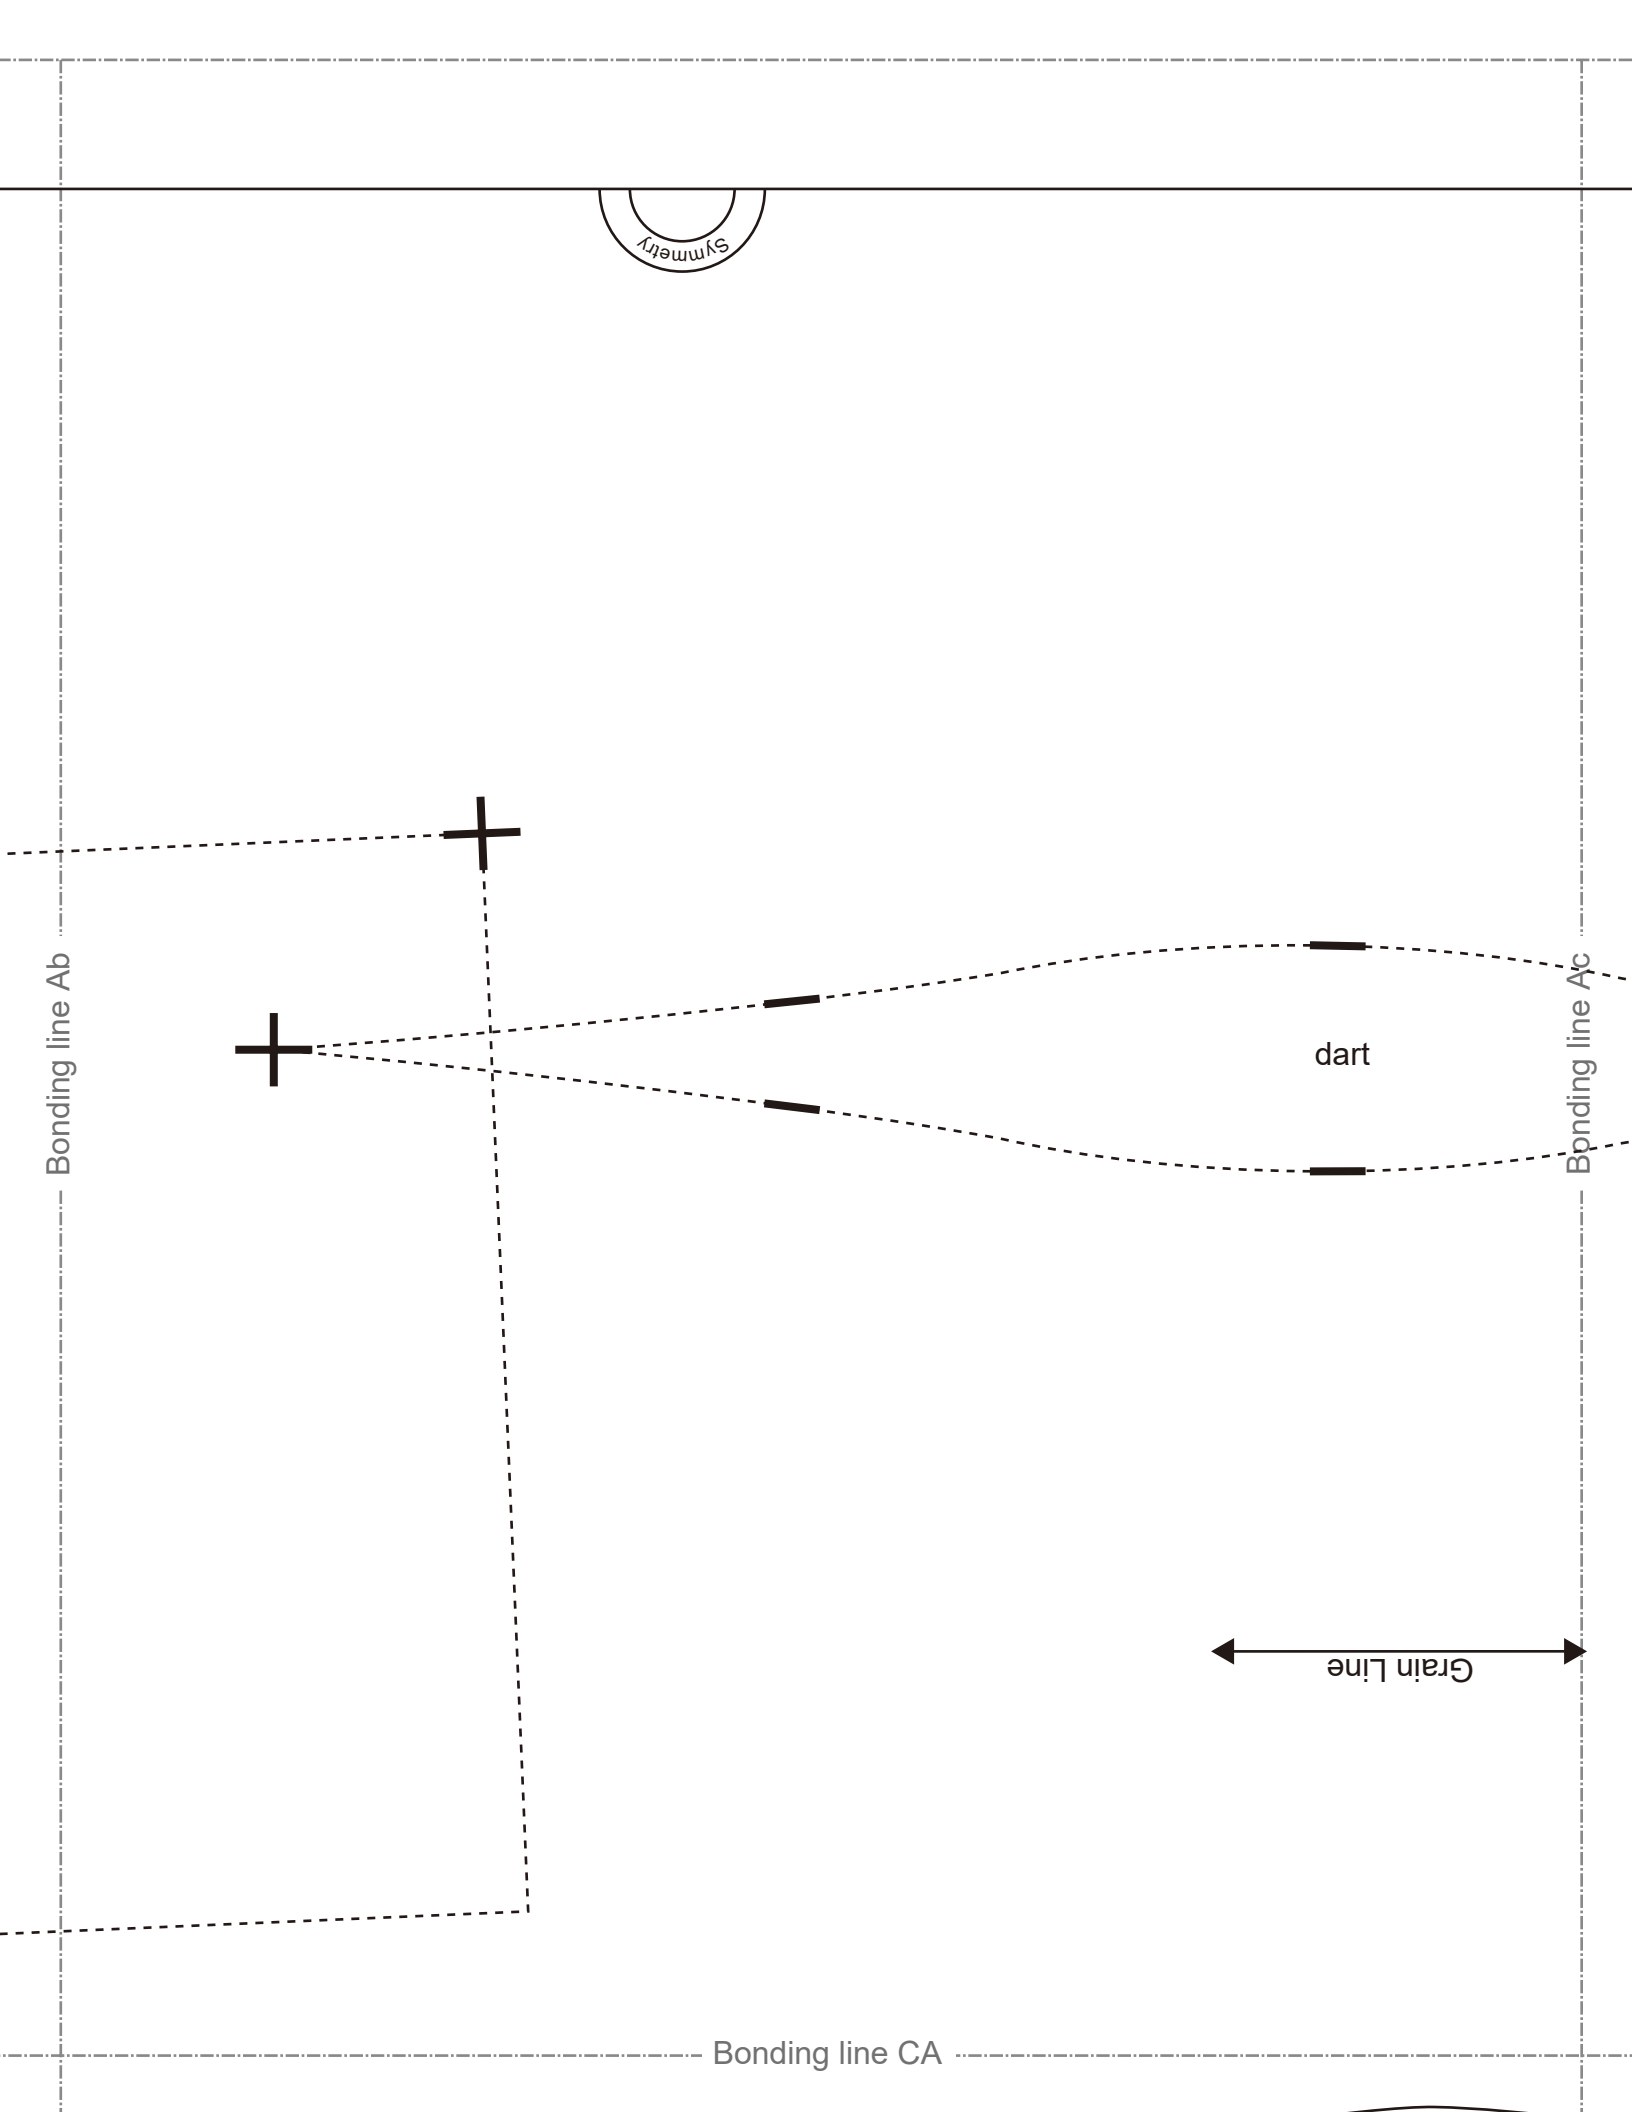 Symmetry
Bonding line Ab
Bonding line Ac
dart
Grain Line
Bonding line CA